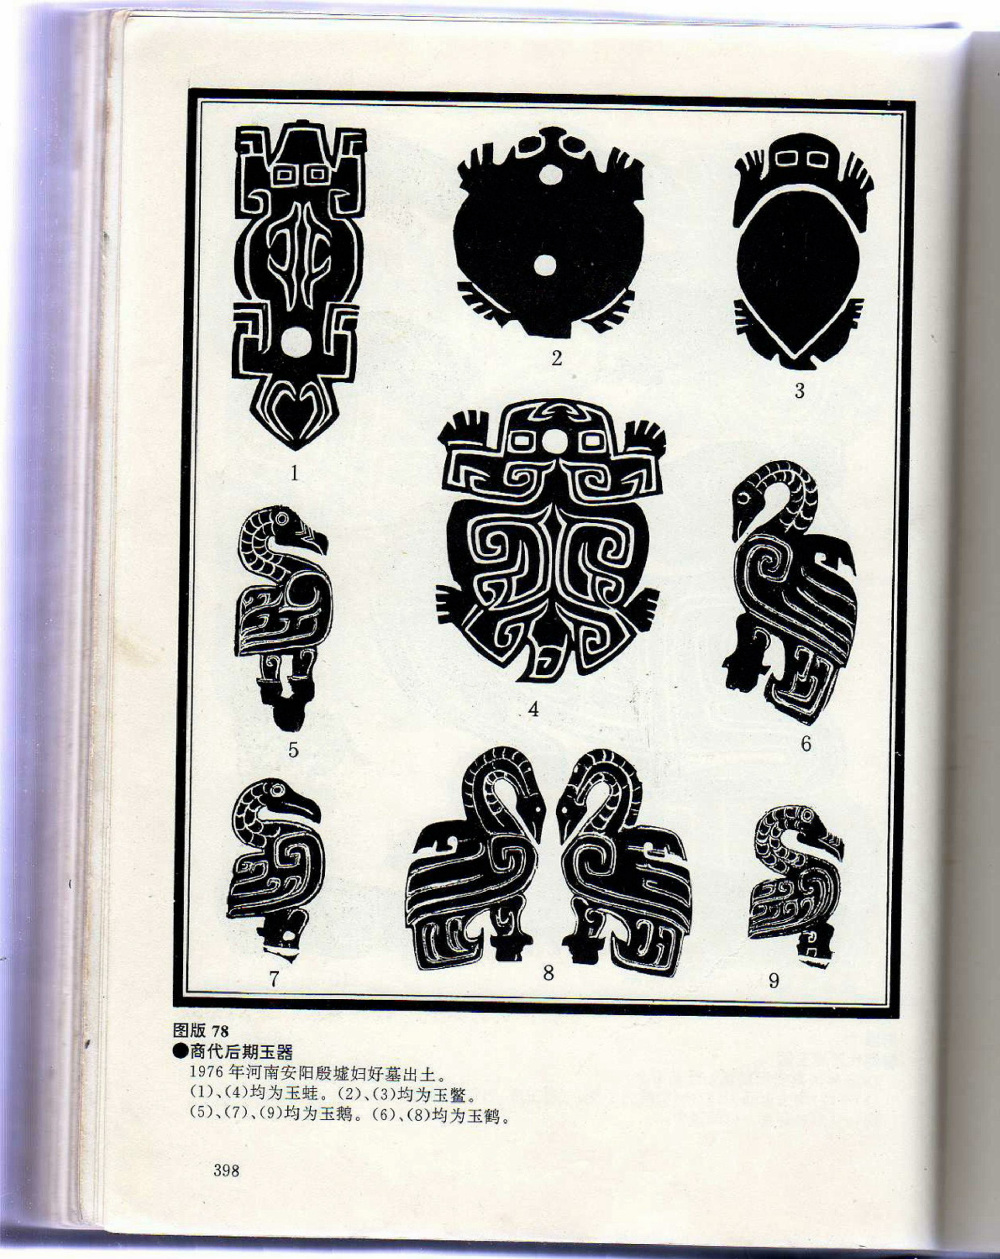 1
2
3
4
5
6
7
8
9
图版 78
●商代后期玉器
1976 年河南安阳殷墟妇好墓出土。
(1)、(4)均为玉蛙。(2)、(3)均为玉鳖。
(5)、(7)、(9)均为玉鹅。(6)、(8)均为玉鹤。
398